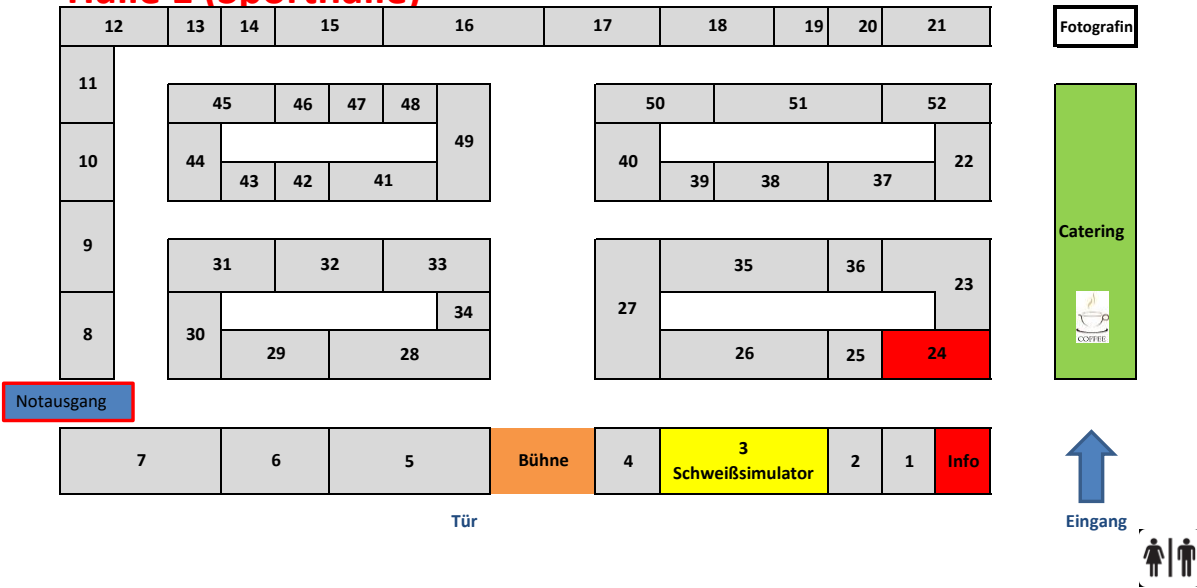 Halle (Sporthalle)
12 13 14 15 16 17 18 19 20 21
Fotografin
11
45 46 47 48
50 51 52
49
10 44 40 22
43 42 41
39 38 37
Catering
9
31 32 33
35 36
23
34
27
8 30
29 28
26 25 24
COFFEE
Notausgang
7 6 5
Bühne
4
3
Schweißsimulator
2 1 Info
Tür
Eingang